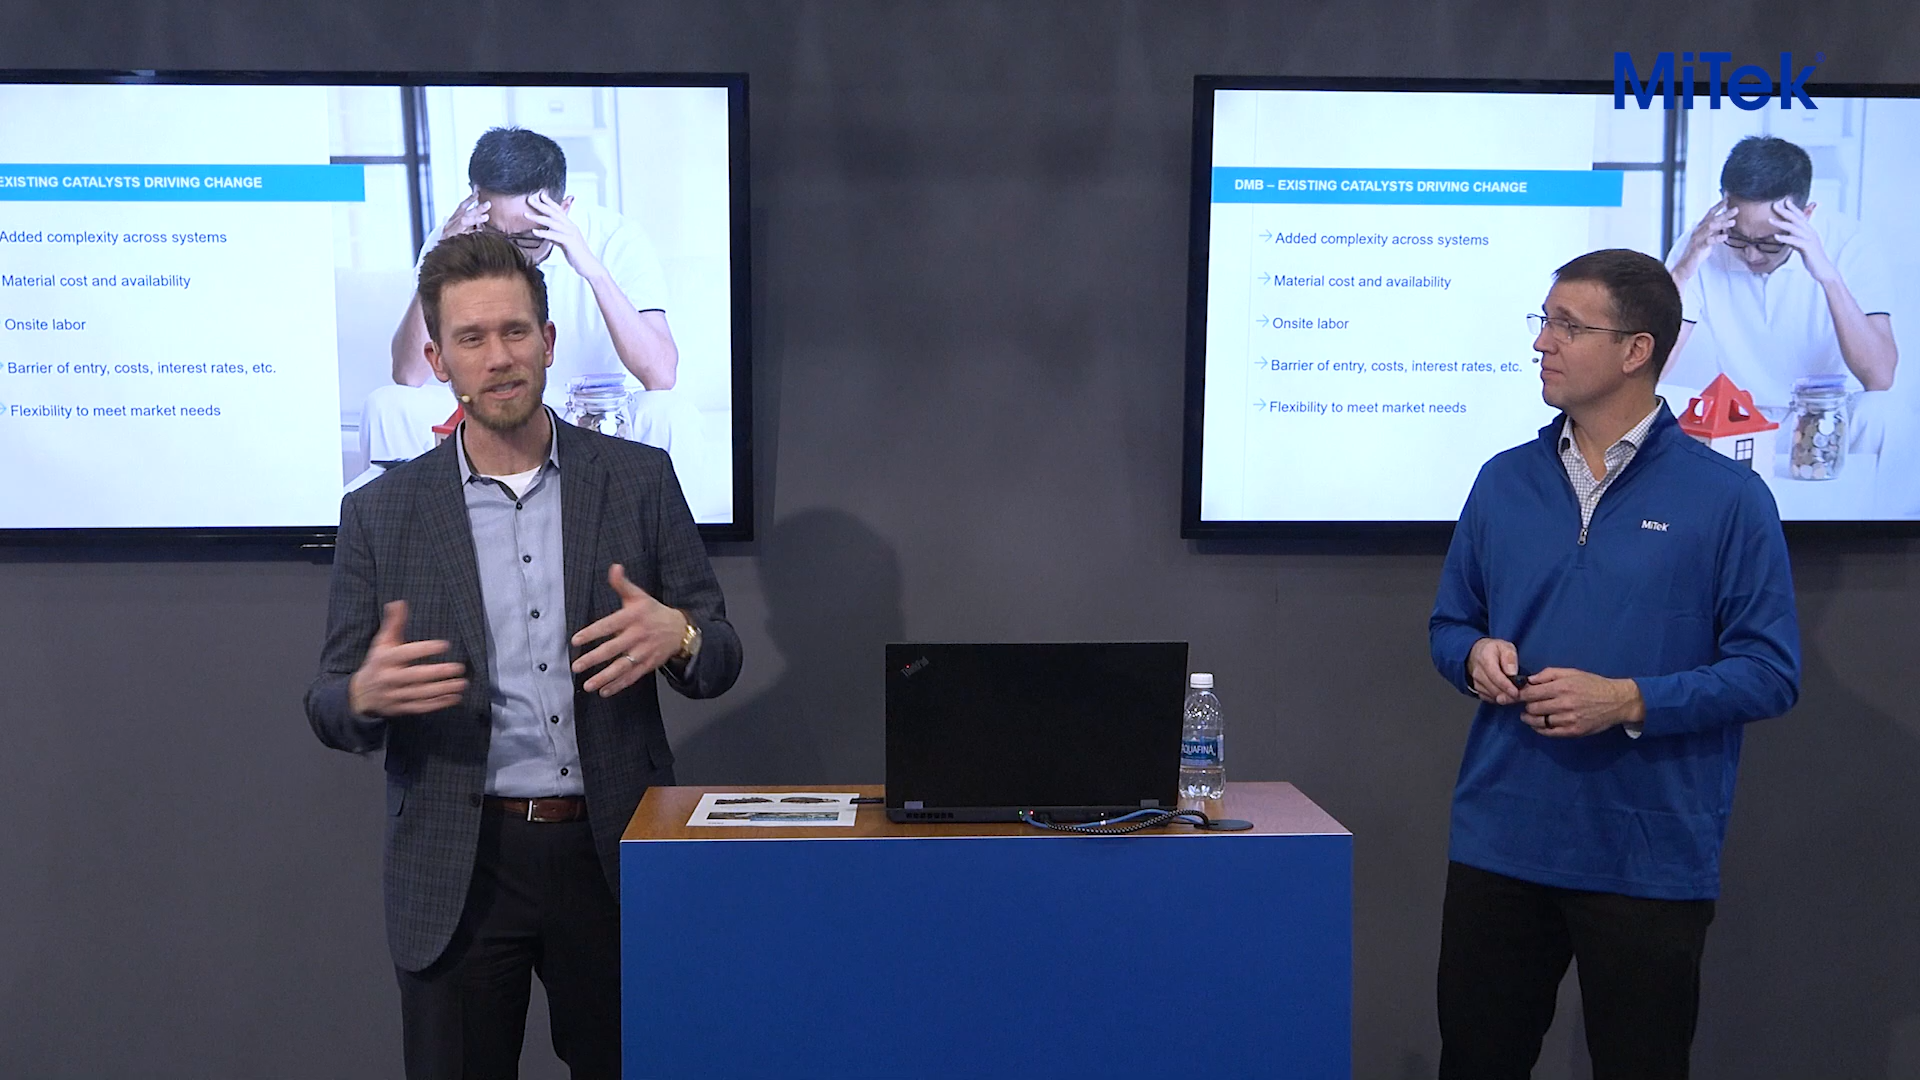 MiTek
EXISTING CATALYSTS DRIVING CHANGE
Added complexity across systems
Material cost and availability
Onsite labor
Barrier of entry, costs, interest rates, etc.
Flexibility to meet market needs
DMB – EXISTING CATALYSTS DRIVING CHANGE
→ Added complexity across systems
→ Material cost and availability
→ Onsite labor
→ Barrier of entry, costs, interest rates, etc.
→ Flexibility to meet market needs
MiTek
ThinkPad
AQUAFINA